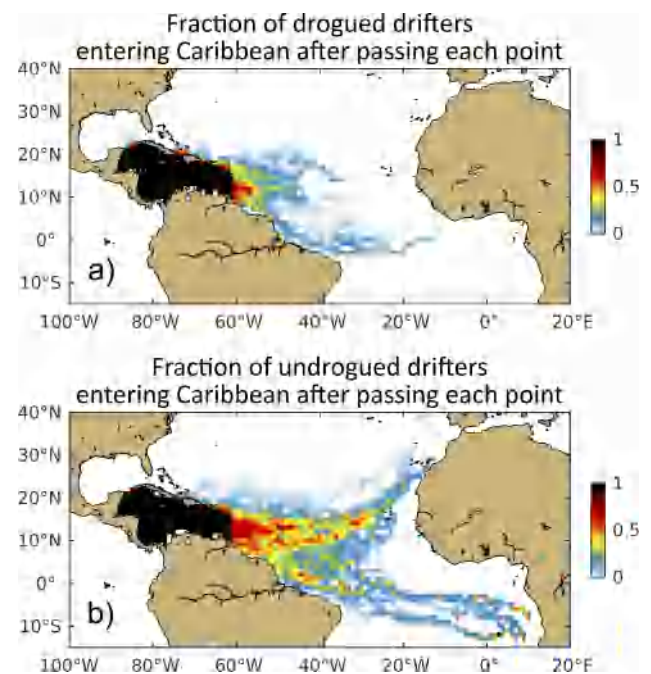 Fraction of drogued drifters
entering Caribbean after passing each point
40°N
30°N
20°N
10°N
0°
10°S
a)
1
0.5
0
100°W 80°W 60°W 40°W 20°W 0° 20°E
Fraction of undrogued drifters
entering Caribbean after passing each point
40°N
30°N
20°N
10°N
0°
10°S
b)
1
0.5
0
100°W 80°W 60°W 40°W 20°W 0° 20°E